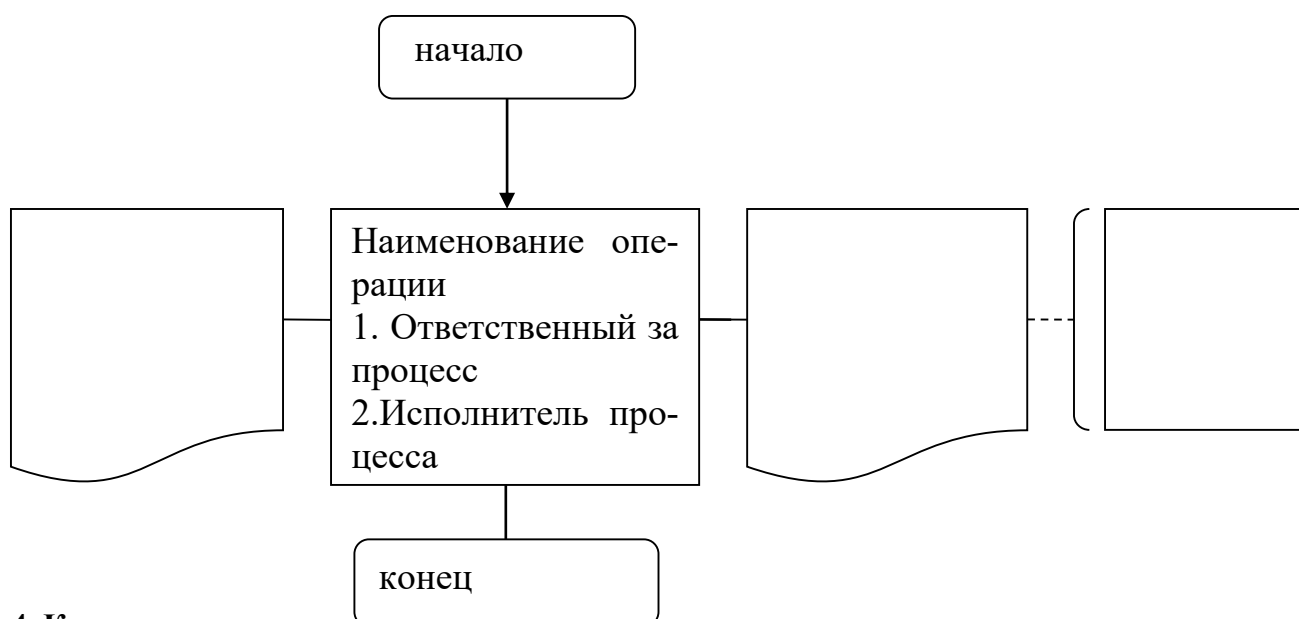 начало
Наименование опе-
рации
1. Ответственный за
процесс
2.Исполнитель про-
цесса
конец